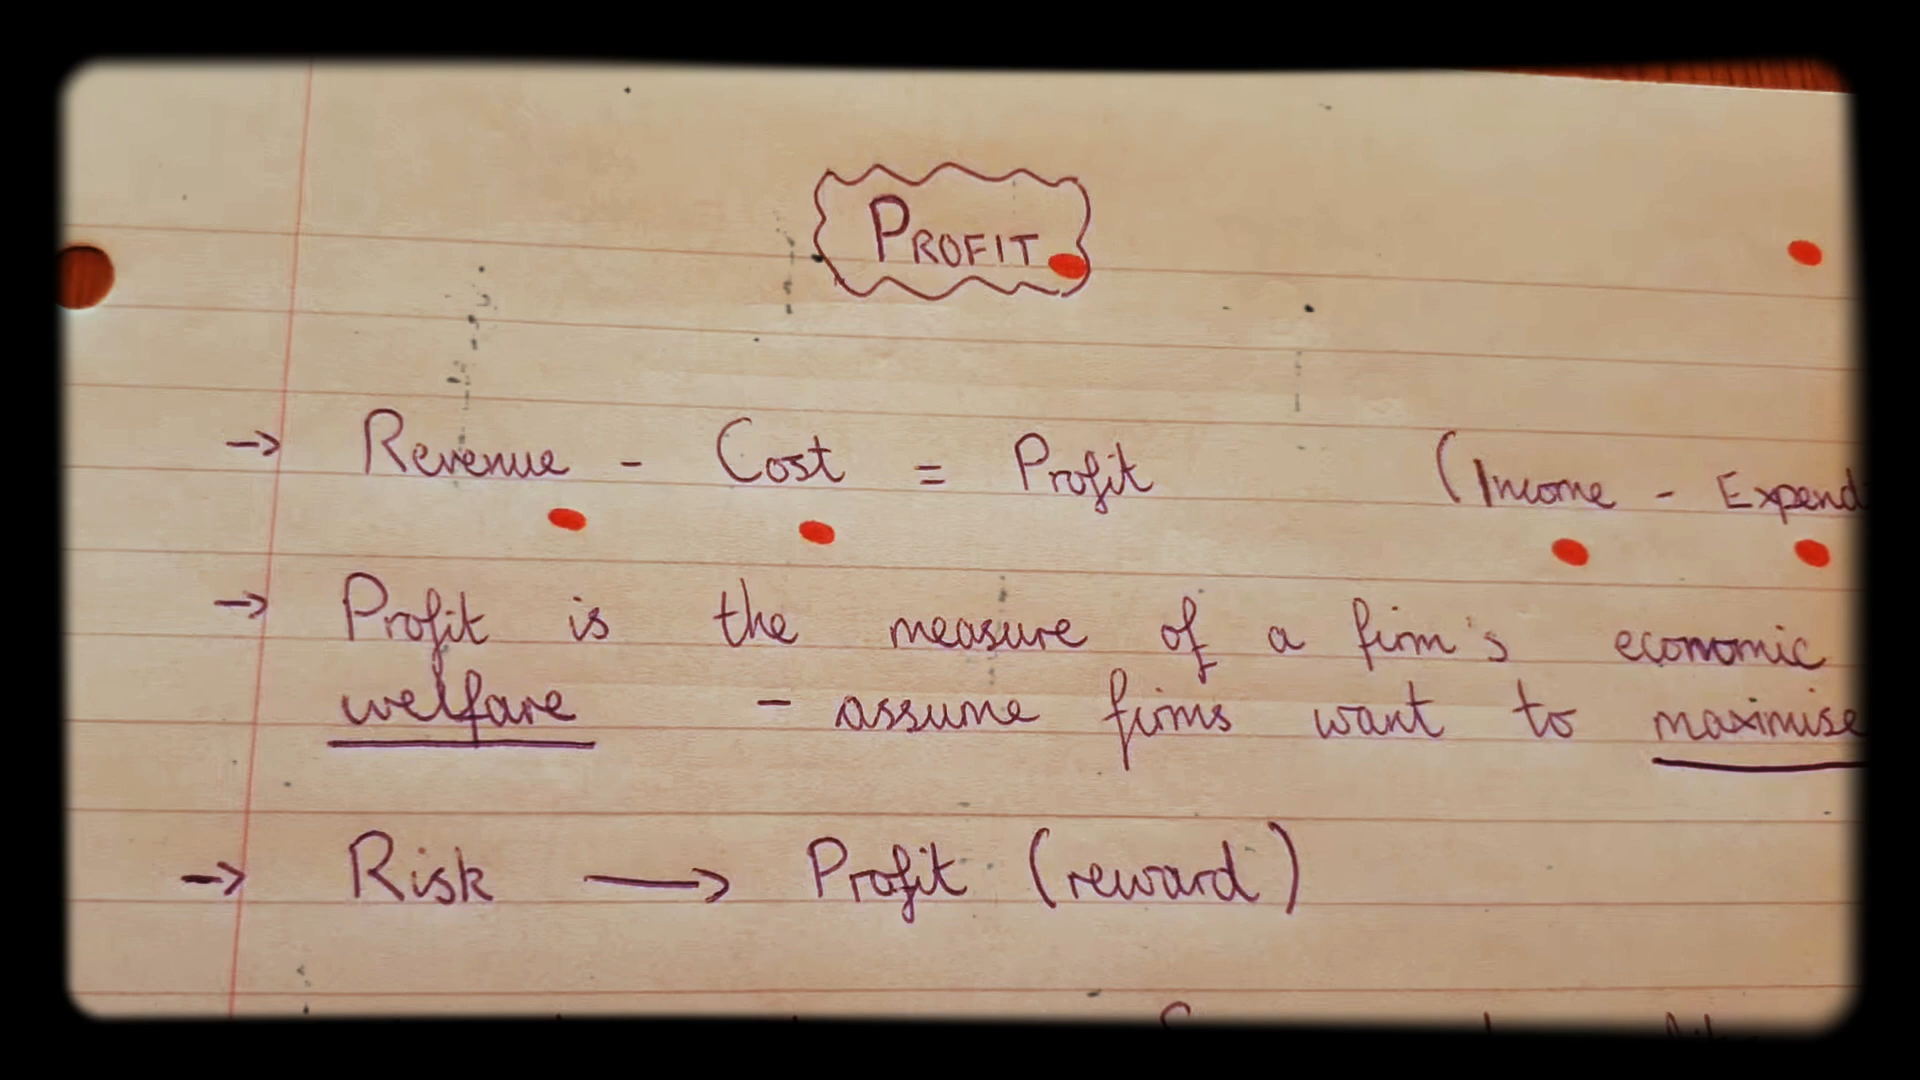 PROFIT
→ Revenue - Cost = Profit (Income - Expend
→ Profit is the measure of a firm's economic
welfare - assume firms want to maximise
→ Risk → Profit (reward)